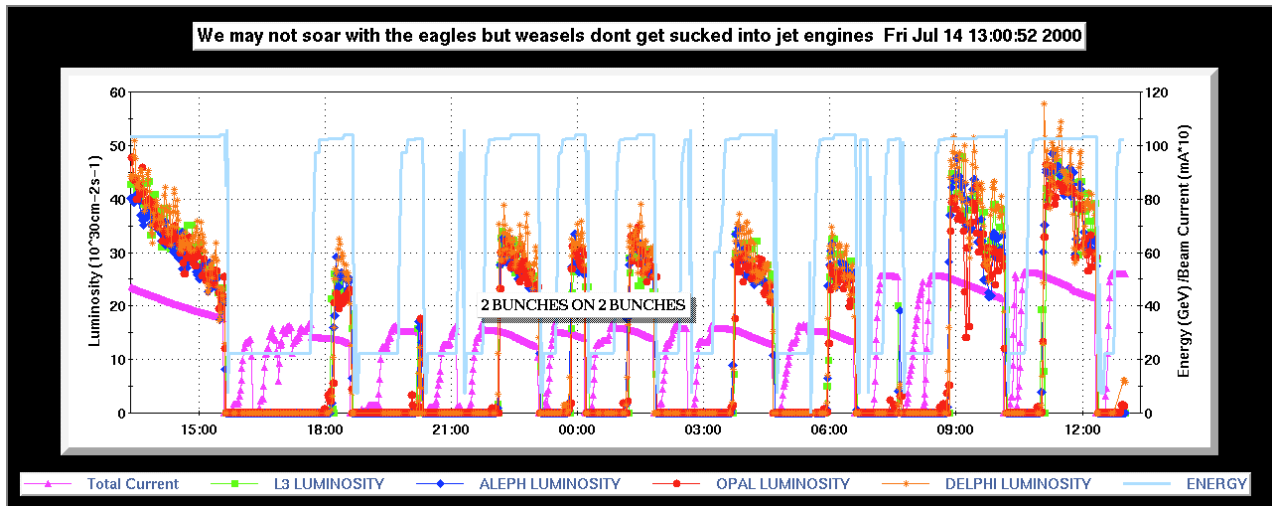 We may not soar with the eagles but weasels dont get sucked into jet engines Fri Jul 14 13:00:52 2000
60
50
40
30
20
10
0
Luminosity (10^30cm-2s-1)
120
100
80
60
40
20
0
Energy (GeV) /Beam Current (mA*10)
2 BUNCHES ON 2 BUNCHES
15:00 18:00 21:00 00:00 03:00 06:00 09:00 12:00
Total Current L3 LUMINOSITY ALEPH LUMINOSITY OPAL LUMINOSITY DELPHI LUMINOSITY ENERGY